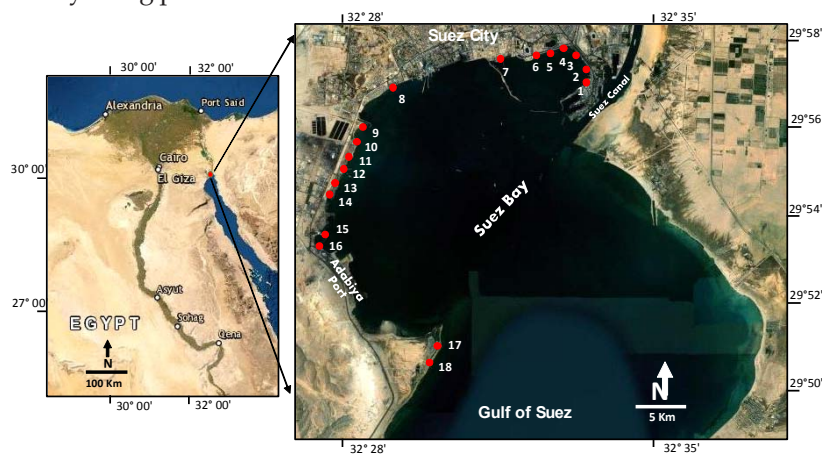 32° 28'
32° 35'
Suez City
29° 58'
7
6
5
4
3
2
1
8
Suez Canal
30° 00'
32° 00'
Alexandria
Port Said
9
10
11
12
13
14
29° 56
Cairo
El Giza
30° 00'
Suez Bay
29° 54'
15
16
Adabiya
Port
Asyut
Sohag
Qena
27° 00'
EGYPT
N
100 Km
29° 52'
17
18
N
5 Km
29° 50'
Gulf of Suez
30° 00'
32° 00'
32° 28'
32° 35'